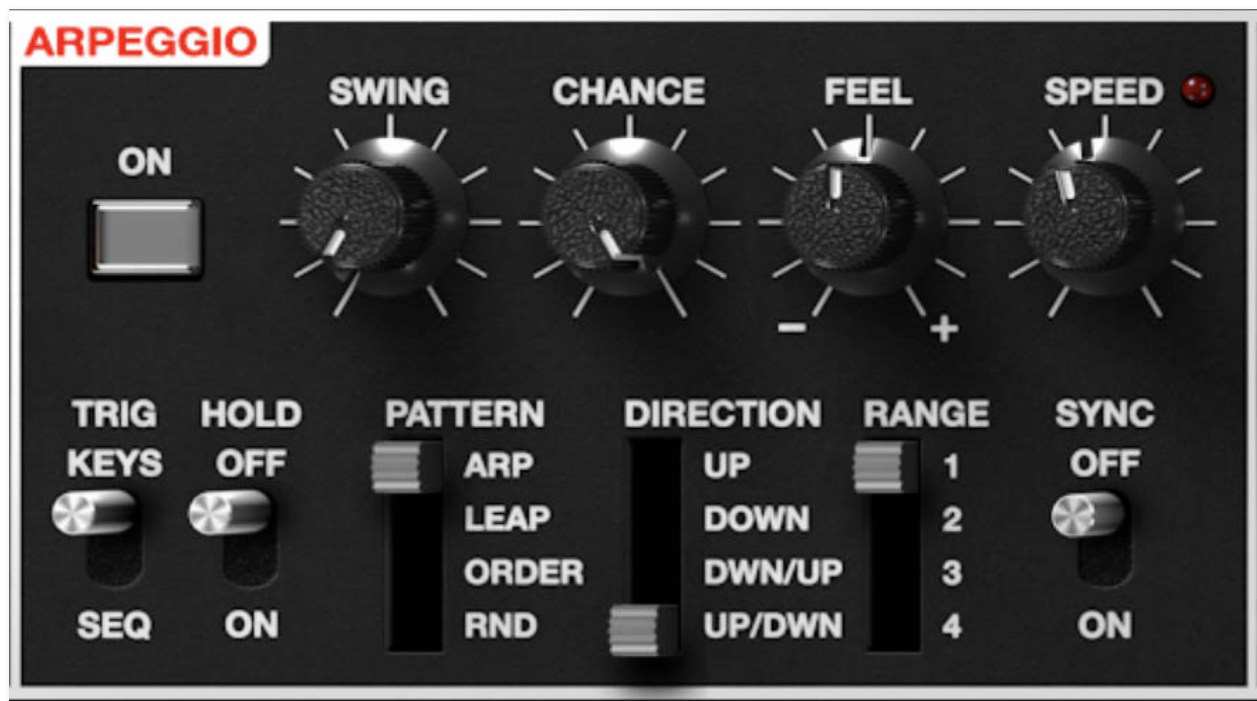 ARPEGGIO
SWING CHANCE FEEL SPEED
ON
− +
TRIG HOLD PATTERN DIRECTION RANGE SYNC
KEYS OFF ARP UP 1 OFF
LEAP DOWN 2
ORDER DWN/UP 3
SEQ ON RND UP/DWN 4 ON